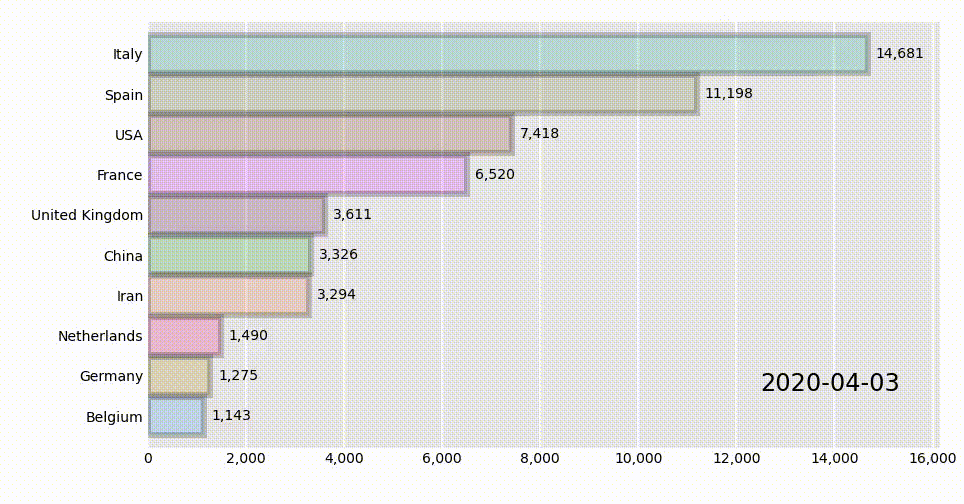 Italy 14,681
Spain 11,198
USA 7,418
France 6,520
United Kingdom 3,611
China 3,326
Iran 3,294
Netherlands 1,490
Germany 1,275
2020-04-03
Belgium 1,143
0 2,000 4,000 6,000 8,000 10,000 12,000 14,000 16,000